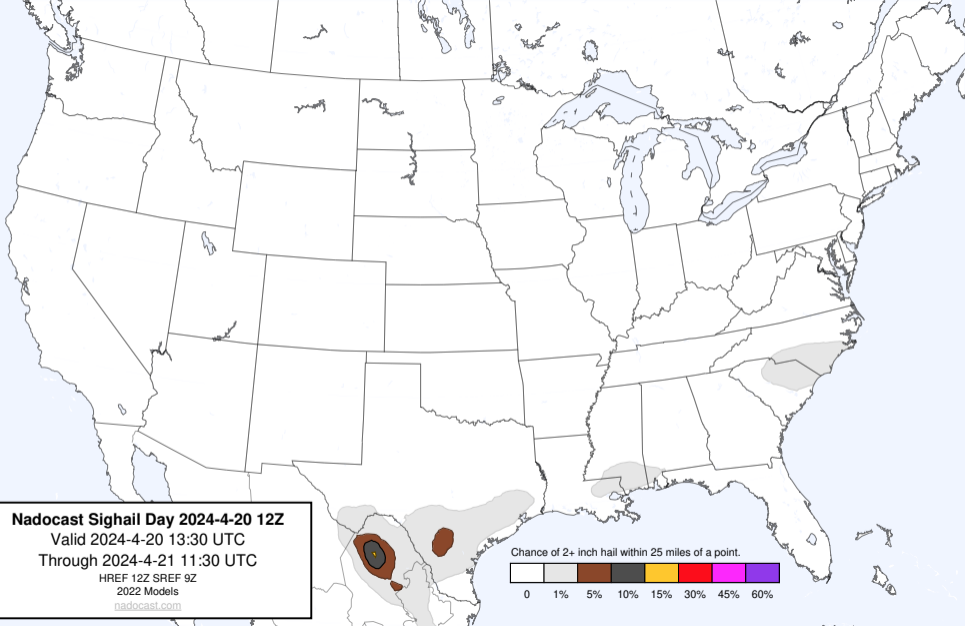 Nadocast Sighail Day 2024-4-20 12Z
Valid 2024-4-20 13:30 UTC
Through 2024-4-21 11:30 UTC
HREF 12Z SREF 9Z
2022 Models
nadocast.com
Chance of 2+ inch hail within 25 miles of a point.
0 1% 5% 10% 15% 30% 45% 60%